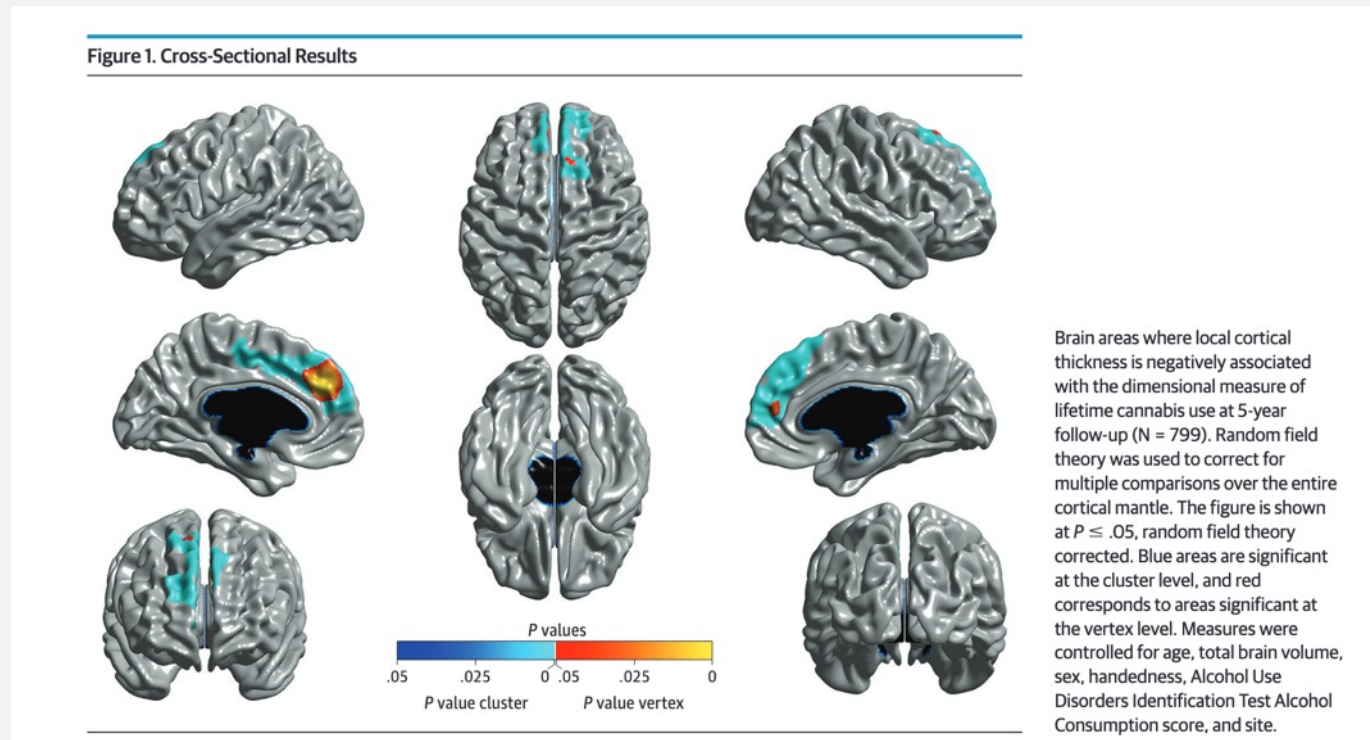 Figure 1. Cross-Sectional Results
Brain areas where local cortical
thickness is negatively associated
with the dimensional measure of
lifetime cannabis use at 5-year
follow-up (N = 799). Random field
theory was used to correct for
multiple comparisons over the entire
cortical mantle. The figure is shown
at P ≤ .05, random field theory
corrected. Blue areas are significant
at the cluster level, and red
corresponds to areas significant at
the vertex level. Measures were
controlled for age, total brain volume,
sex, handedness, Alcohol Use
Disorders Identification Test Alcohol
Consumption score, and site.
P values
.05 .025 0 .05 .025 0
P value cluster P value vertex